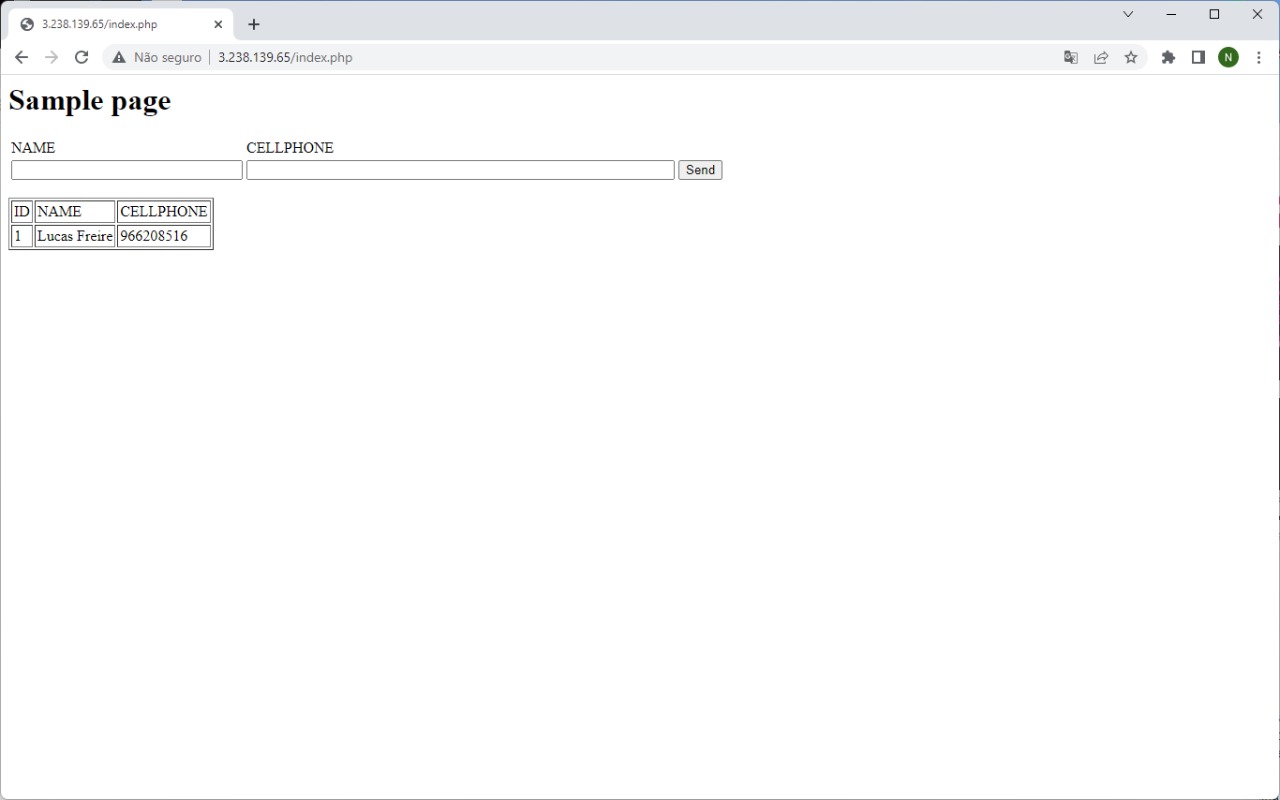 3.238.139.65/index.php
Não seguro 3.238.139.65/index.php
N
Sample page
NAME CELLPHONE
Send
ID NAME CELLPHONE
1 Lucas Freire 966208516